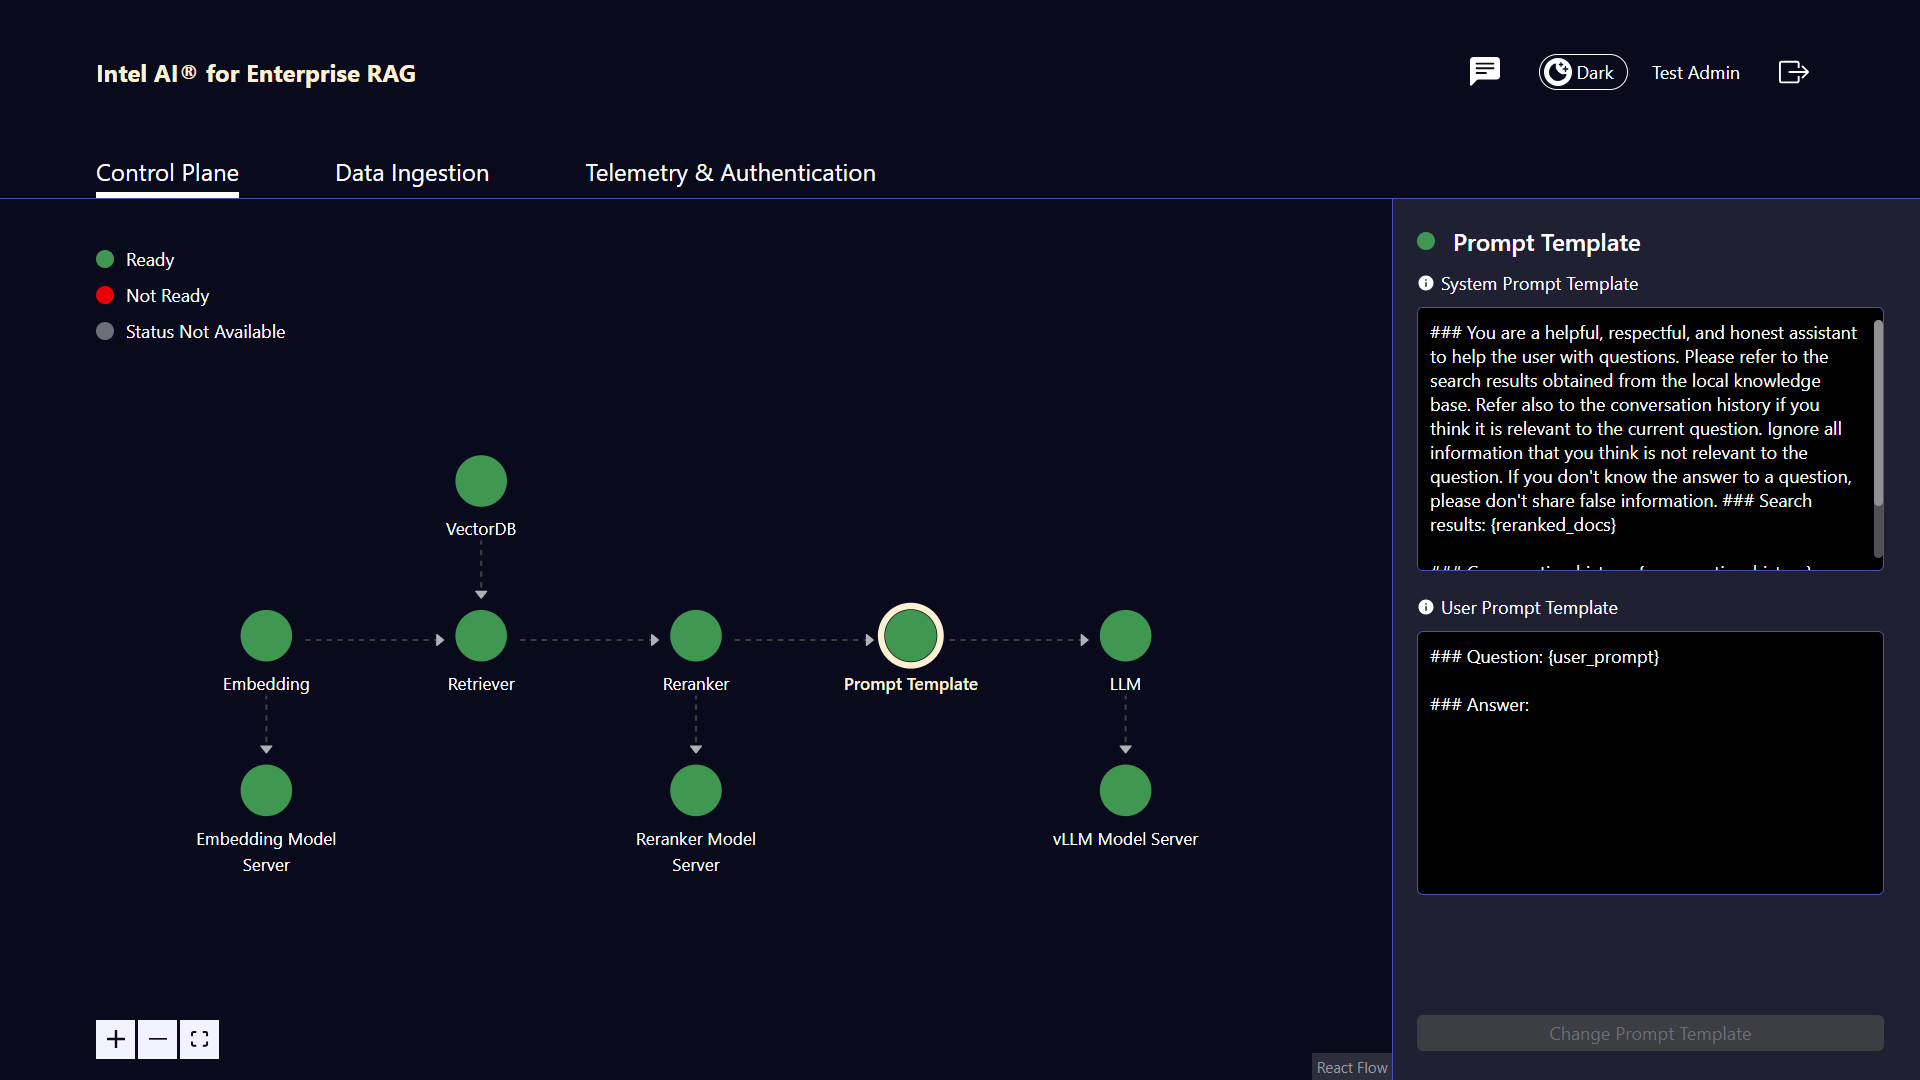 Intel AI® for Enterprise RAG
Dark
Test Admin
Control Plane
Data Ingestion
Telemetry & Authentication
Ready
Not Ready
Status Not Available
VectorDB
Embedding
Retriever
Reranker
Prompt Template
LLM
Embedding Model
Server
Reranker Model
Server
vLLM Model Server
React Flow
Prompt Template
System Prompt Template
### You are a helpful, respectful, and honest assistant
to help the user with questions. Please refer to the
search results obtained from the local knowledge
base. Refer also to the conversation history if you
think it is relevant to the current question. Ignore all
information that you think is not relevant to the
question. If you don't know the answer to a question,
please don't share false information. ### Search
results: {reranked_docs}
User Prompt Template
### Question: {user_prompt}
### Answer:
Change Prompt Template